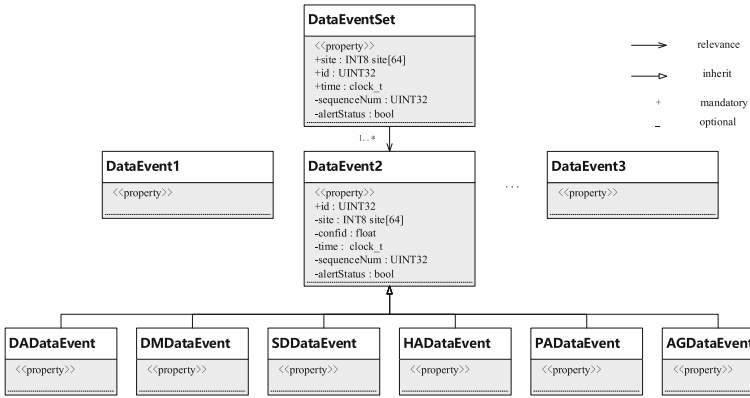 DataEventSet
<<property>>
+site : INT8 site[64]
+id : UINT32
+time : clock_t
-sequenceNum : UINT32
-alertStatus : bool
relevance
inherit
+ mandatory
- optional
1..*
DataEvent1
<<property>>
DataEvent2
<<property>>
+id : UINT32
-site : INT8 site[64]
-confid : float
-time : clock_t
-sequenceNum : UINT32
-alertStatus : bool
...
DataEvent3
<<property>>
DADataEvent
<<property>>
DMDataEvent
<<property>>
SDDataEvent
<<property>>
HADataEvent
<<property>>
PADataEvent
<<property>>
AGDataEvent
<<property>>